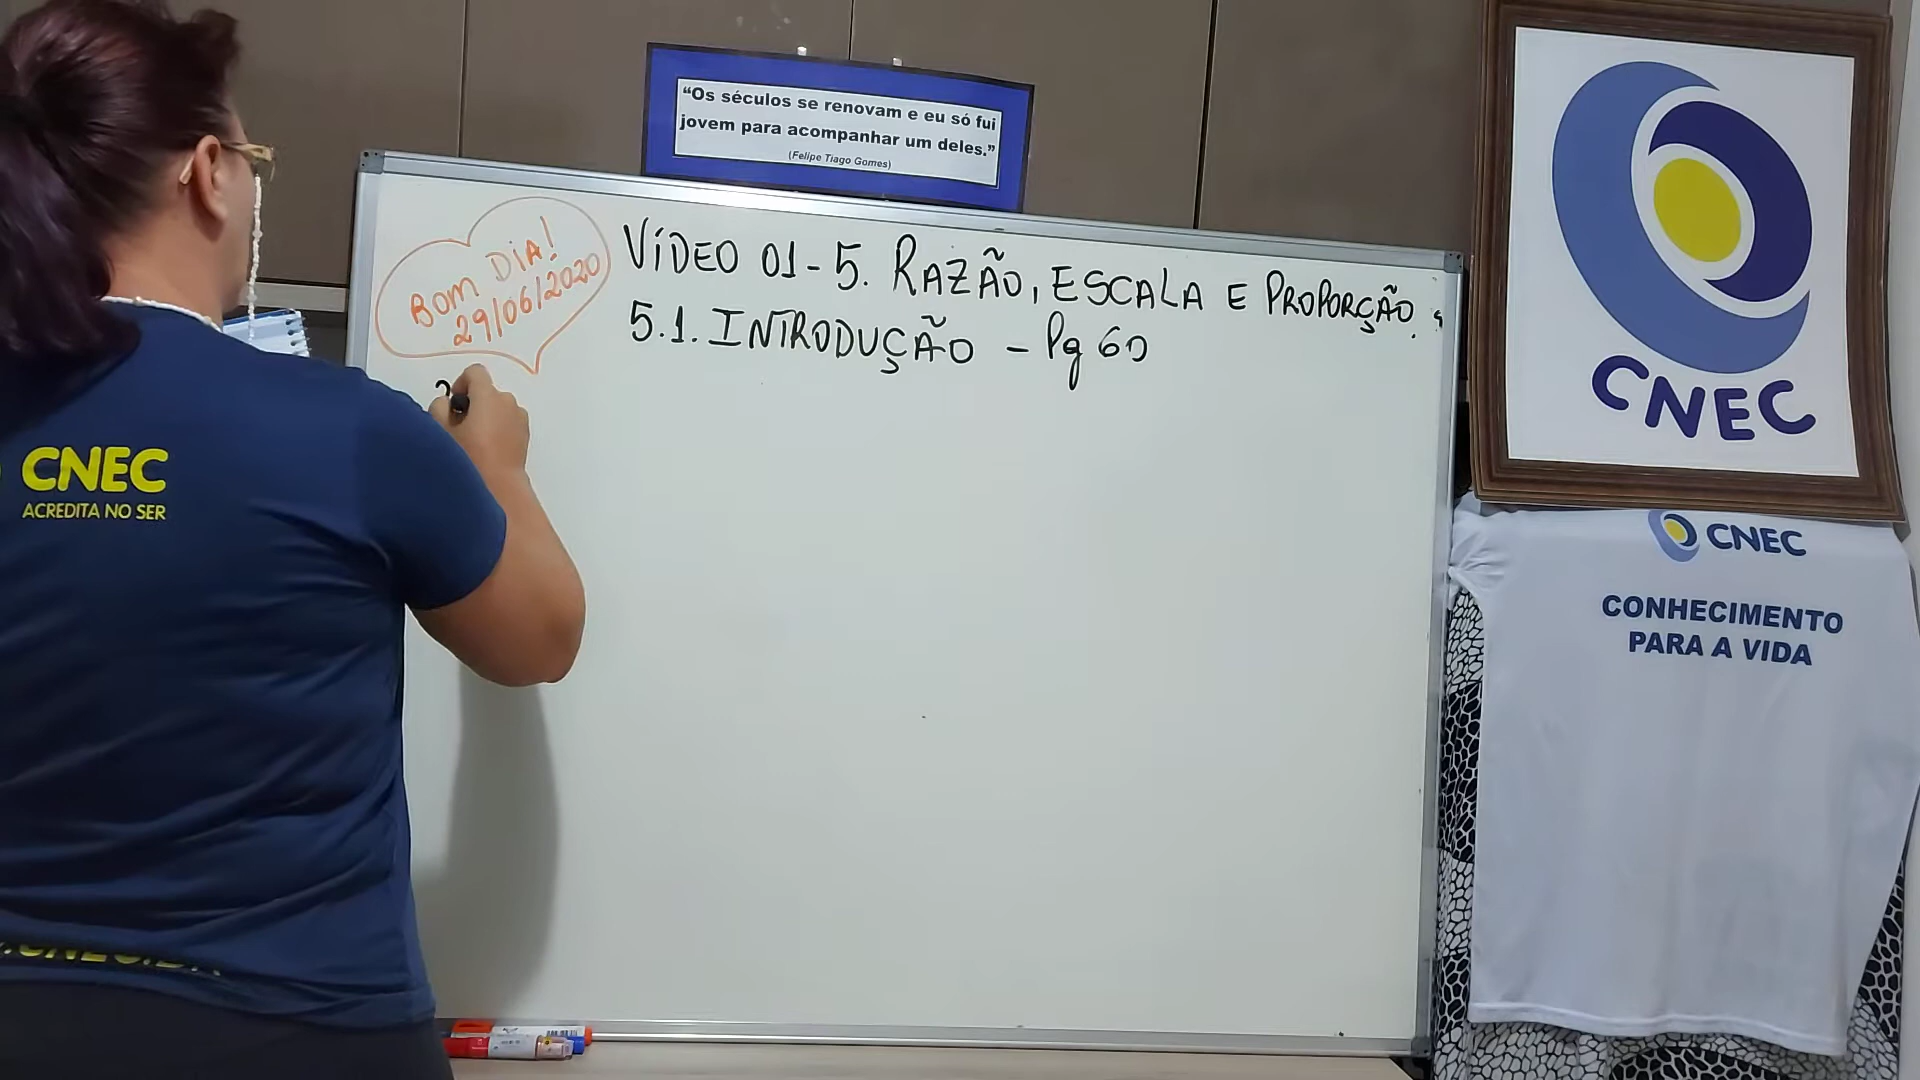 “Os séculos se renovam e eu só fui
jovem para acompanhar um deles.”
(Felipe Tiago Gomes)
BOM DIA!
29/06/2020
VÍDEO 01 - 5. RAZÃO, ESCALA E PROPORÇÃO.
5.1. INTRODUÇÃO - Pg 60
CNEC
ACREDITA NO SER
CNEC
CNEC
CONHECIMENTO
PARA A VIDA